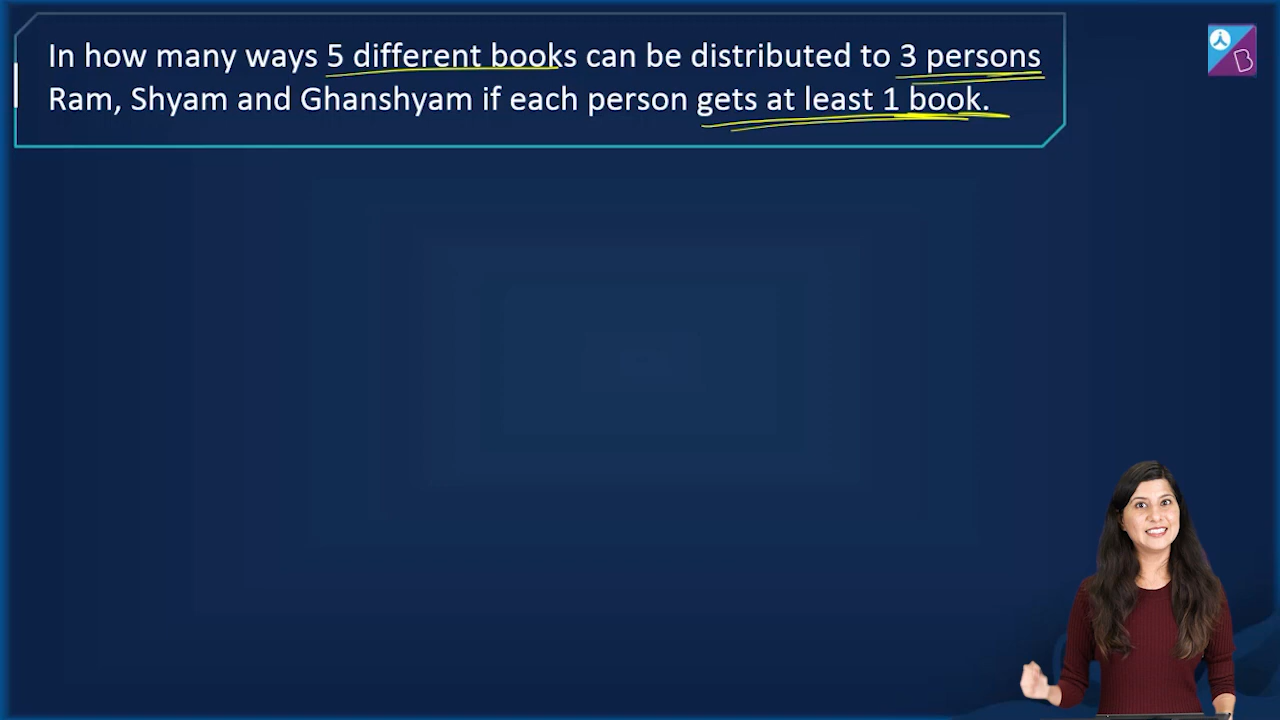 In how many ways 5 different books can be distributed to 3 persons
Ram, Shyam and Ghanshyam if each person gets at least 1 book.
B